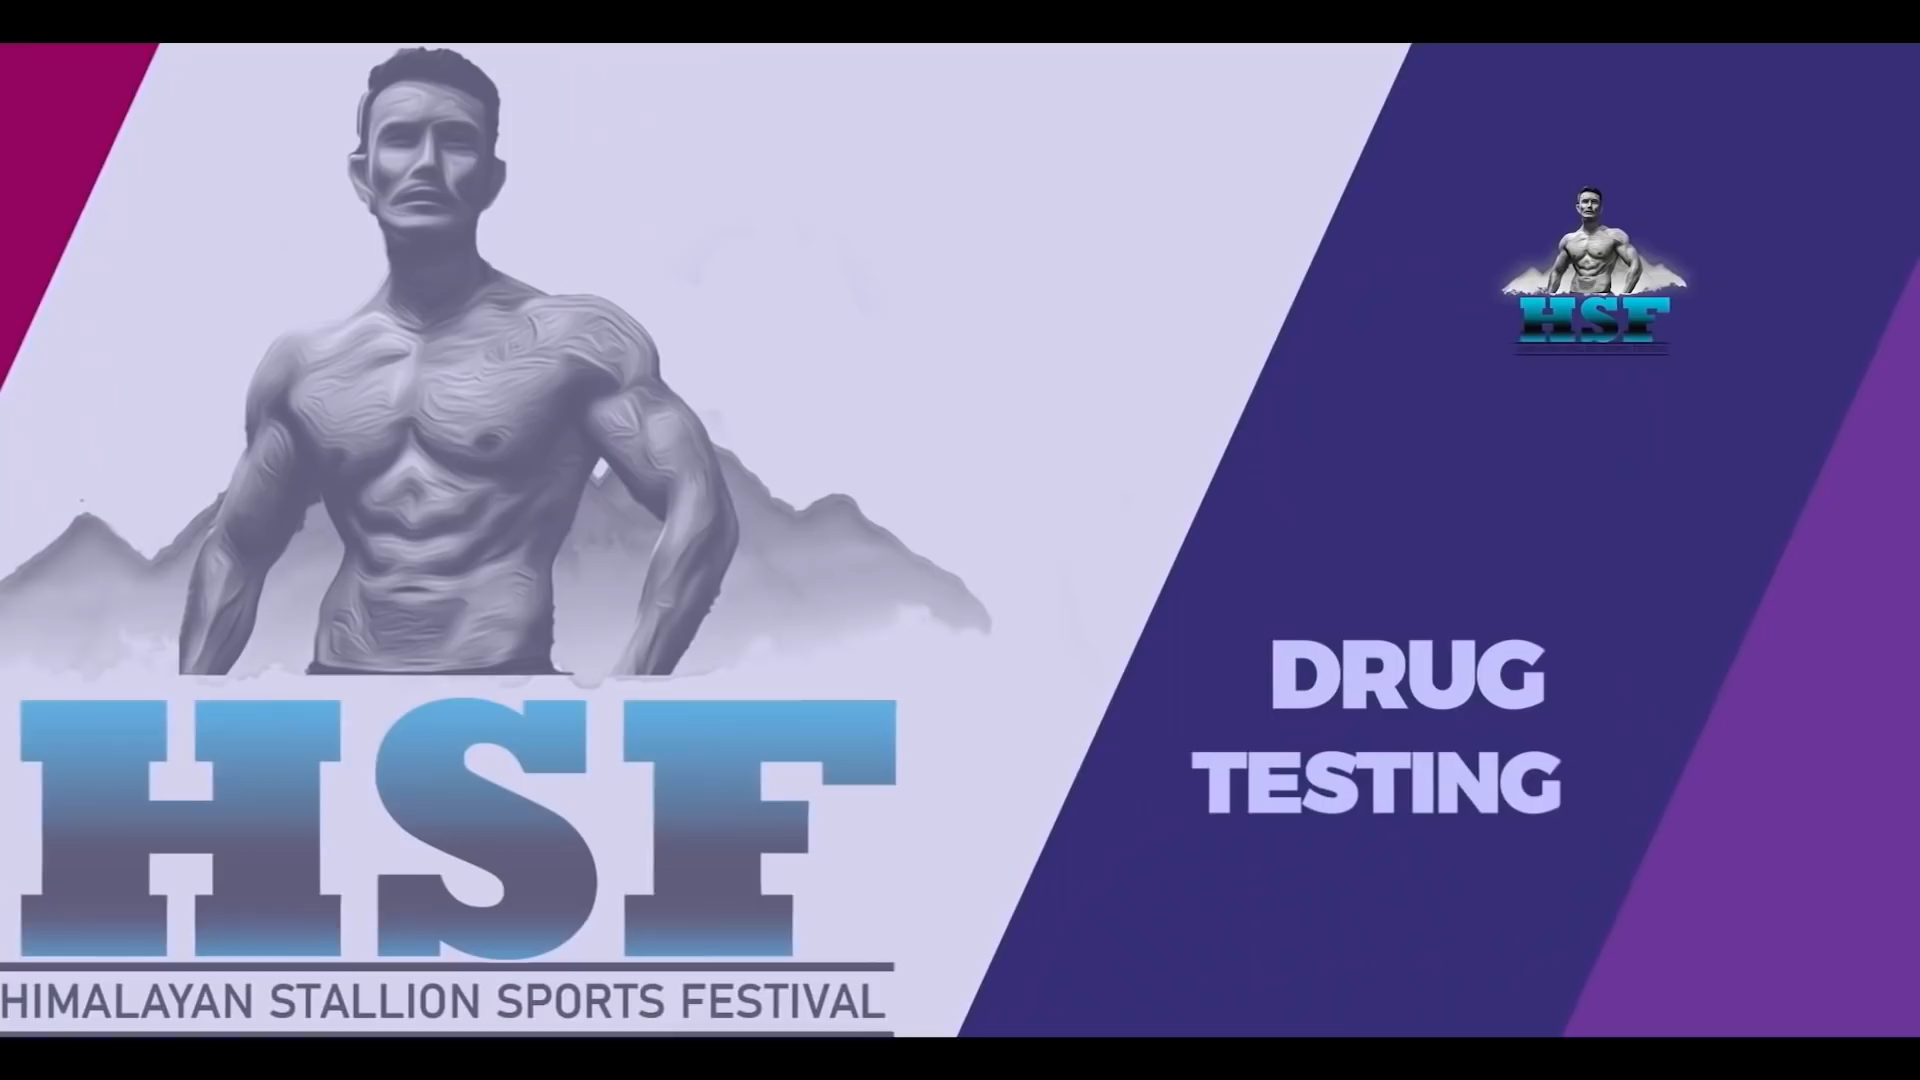 HSF
HIMALAYAN STALLION SPORTS FESTIVAL
HSF
DRUG
TESTING